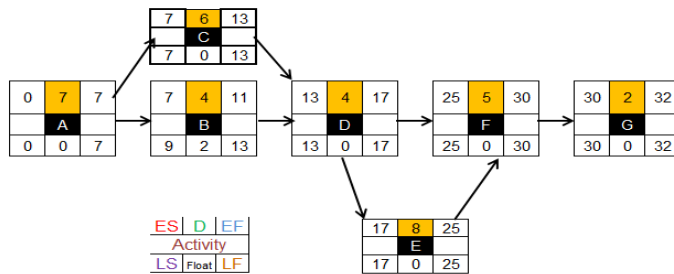 7 6 13
C
7 0 13
0 7 7
A
0 0 7
7 4 11
B
9 2 13
13 4 17
D
13 0 17
25 5 30
F
25 0 30
30 2 32
G
30 0 32
17 8 25
E
17 0 25
ES D EF
Activity
LS Float LF